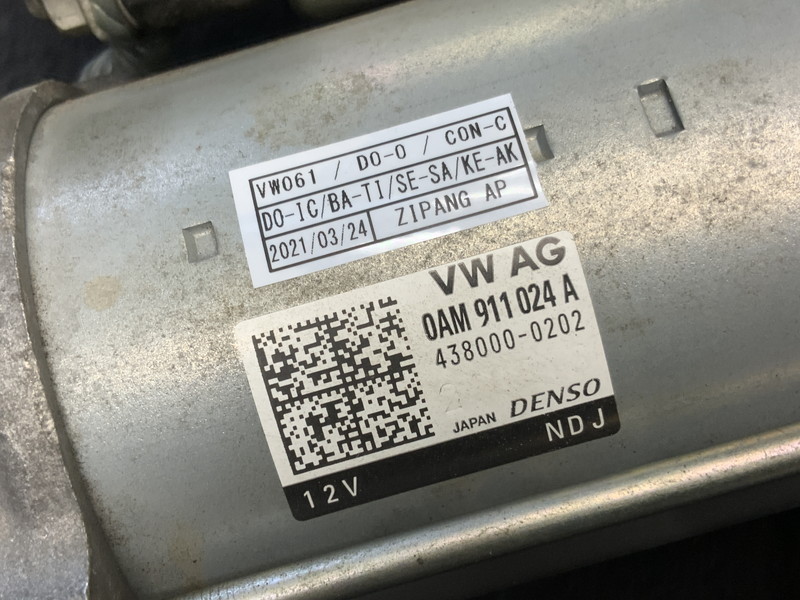 VW061 / DO-O / CON-C
DO-IC/BA-TI/SE-SA/KE-AK
2021/03/24 ZIPANG AP
VW AG
0AM 911 024 A
438000-0202
JAPAN DENSO
NDJ
12V